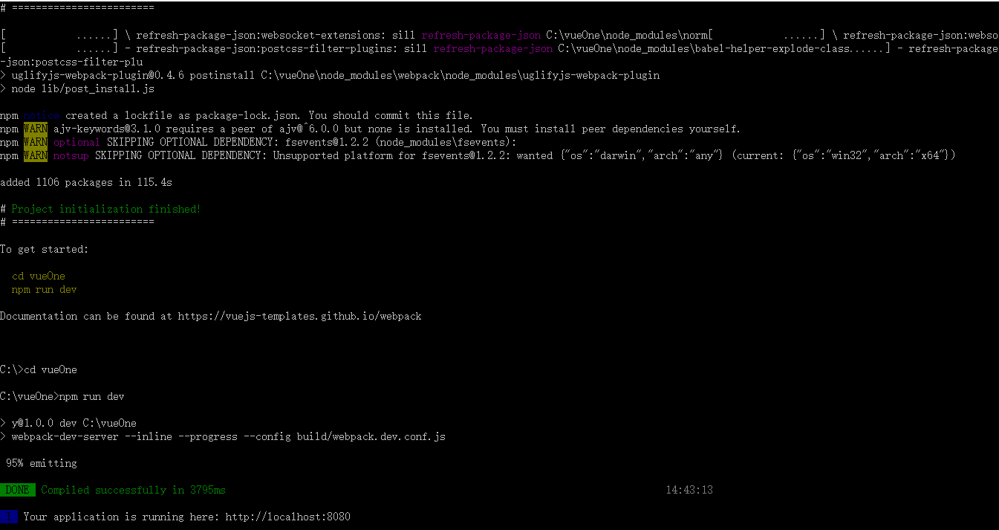 # ========================
[            ......] \ refresh-package-json:websocket-extensions: sill refresh-package-json C:\vueOne\node_modules\norm[            ......] \ refresh-package-json:webso
[            ......] - refresh-package-json:postcss-filter-plugins: sill refresh-package-json C:\vueOne\node_modules\babel-helper-explode-class......] - refresh-package
-json:postcss-filter-plu
> uglifyjs-webpack-plugin@0.4.6 postinstall C:\vueOne\node_modules\webpack\node_modules\uglifyjs-webpack-plugin
> node lib/post_install.js
npm notice created a lockfile as package-lock.json. You should commit this file.
npm WARN ajv-keywords@3.1.0 requires a peer of ajv@^6.0.0 but none is installed. You must install peer dependencies yourself.
npm WARN optional SKIPPING OPTIONAL DEPENDENCY: fsevents@1.2.2 (node_modules\fsevents):
npm WARN notsup SKIPPING OPTIONAL DEPENDENCY: Unsupported platform for fsevents@1.2.2: wanted {"os":"darwin","arch":"any"} (current: {"os":"win32","arch":"x64"})
added 1106 packages in 115.4s
# Project initialization finished!
# ========================
To get started:
  cd vueOne
  npm run dev
Documentation can be found at https://vuejs-templates.github.io/webpack
C:\>cd vueOne
C:\vueOne>npm run dev
> y@1.0.0 dev C:\vueOne
> webpack-dev-server --inline --progress --config build/webpack.dev.conf.js
 95% emitting
 DONE  Compiled successfully in 3795ms 14:43:13
Your application is running here: http://localhost:8080